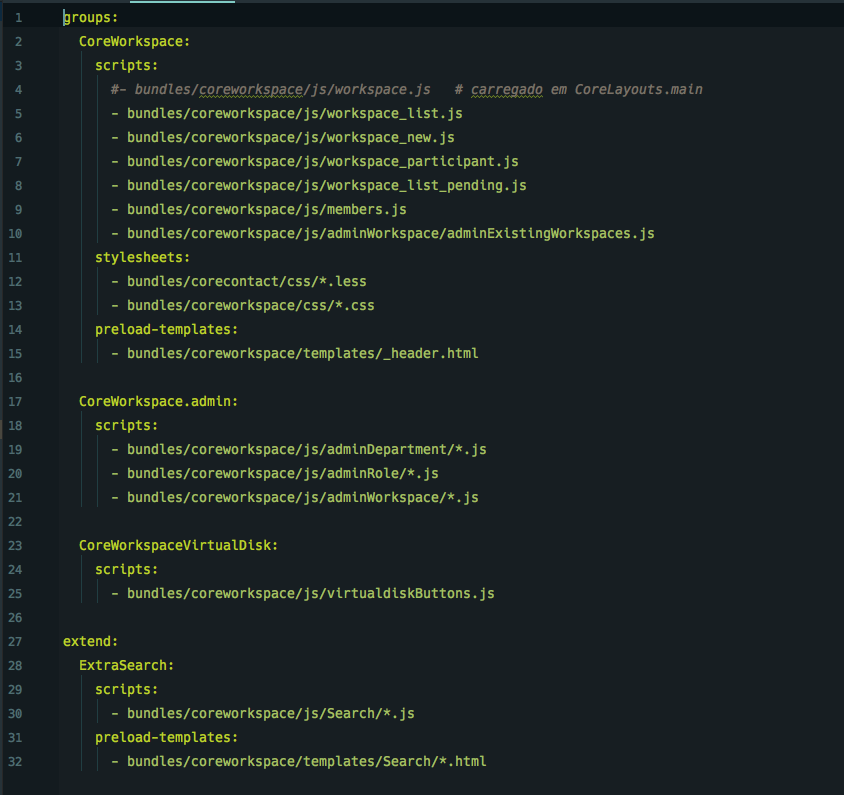 1 groups:
2 CoreWorkspace:
3 scripts:
4 #- bundles/coreworkspace/js/workspace.js # carregado em CoreLayouts.main
5 - bundles/coreworkspace/js/workspace_list.js
6 - bundles/coreworkspace/js/workspace_new.js
7 - bundles/coreworkspace/js/workspace_participant.js
8 - bundles/coreworkspace/js/workspace_list_pending.js
9 - bundles/coreworkspace/js/members.js
10 - bundles/coreworkspace/js/adminWorkspace/adminExistingWorkspaces.js
11 stylesheets:
12 - bundles/corecontact/css/*.less
13 - bundles/coreworkspace/css/*.css
14 preload-templates:
15 - bundles/coreworkspace/templates/_header.html
16
17 CoreWorkspace.admin:
18 scripts:
19 - bundles/coreworkspace/js/adminDepartment/*.js
20 - bundles/coreworkspace/js/adminRole/*.js
21 - bundles/coreworkspace/js/adminWorkspace/*.js
22
23 CoreWorkspaceVirtualDisk:
24 scripts:
25 - bundles/coreworkspace/js/virtualdiskButtons.js
26
27 extend:
28 ExtraSearch:
29 scripts:
30 - bundles/coreworkspace/js/Search/*.js
31 preload-templates:
32 - bundles/coreworkspace/templates/Search/*.html